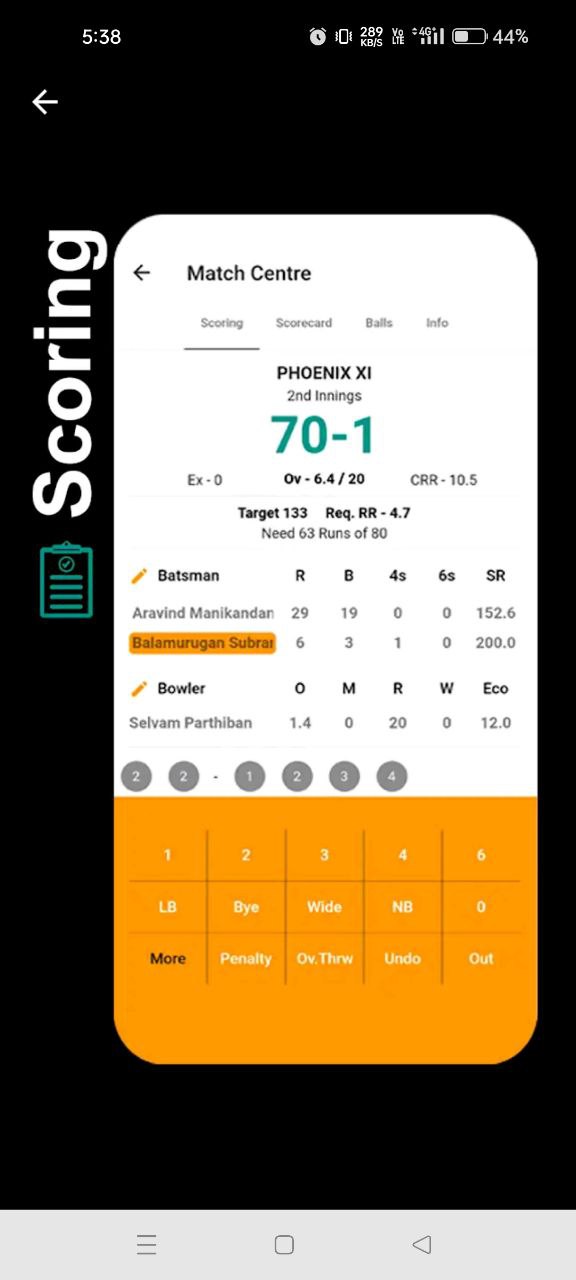 5:38 289 KB/S Vo LTE 4G+ 44%
Scoring
Match Centre
Scoring Scorecard Balls Info
PHOENIX XI
2nd Innings
70-1
Ex - 0 Ov - 6.4 / 20 CRR - 10.5
Target 133 Req. RR - 4.7
Need 63 Runs of 80
Batsman R B 4s 6s SR
Aravind Manikandan 29 19 0 0 152.6
Balamurugan Subra 6 3 1 0 200.0
Bowler O M R W Eco
Selvam Parthiban 1.4 0 20 0 12.0
2 2 - 1 2 3 4
1 2 3 4 6
LB Bye Wide NB 0
More Penalty Ov.Thrw Undo Out